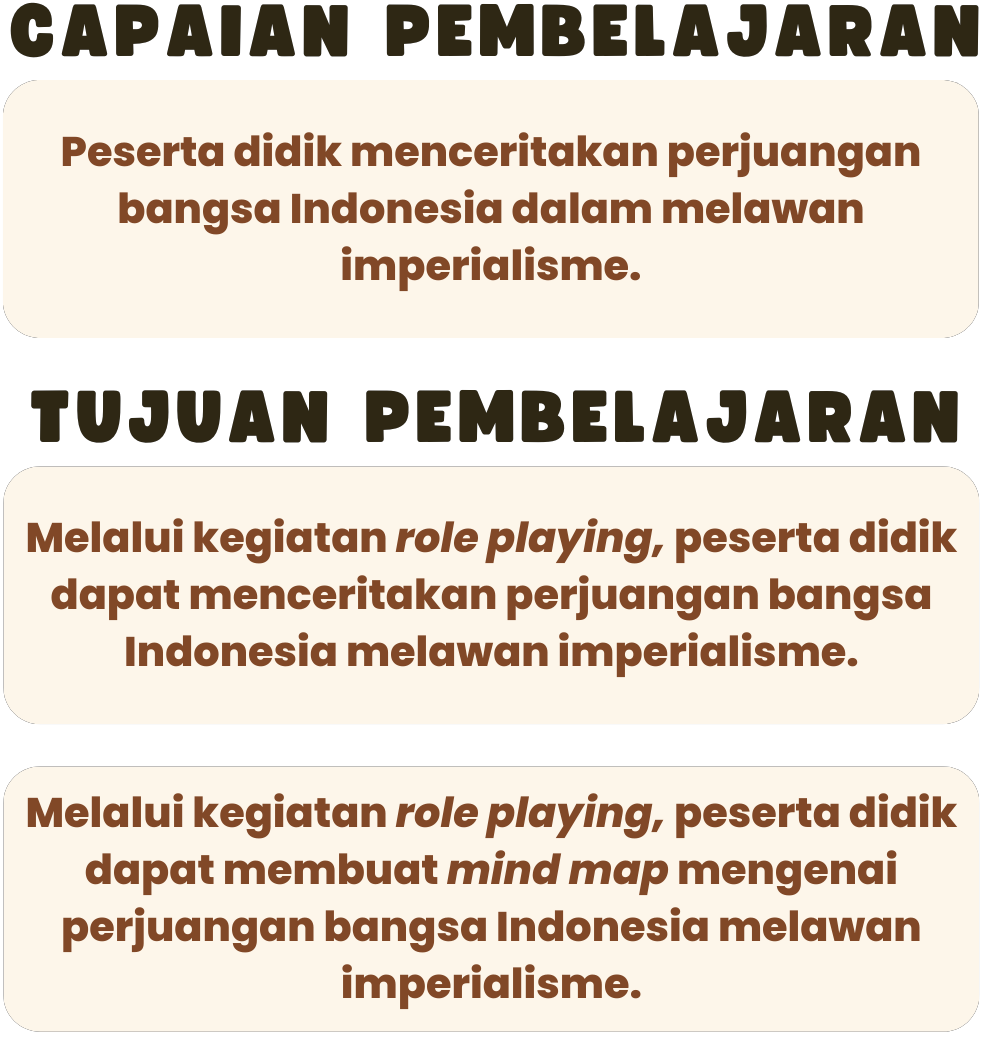 CAPAIAN PEMBELAJARAN
Peserta didik menceritakan perjuangan
bangsa Indonesia dalam melawan
imperialisme.
TUJUAN PEMBELAJARAN
Melalui kegiatan role playing, peserta didik
dapat menceritakan perjuangan bangsa
Indonesia melawan imperialisme.
Melalui kegiatan role playing, peserta didik
dapat membuat mind map mengenai
perjuangan bangsa Indonesia melawan
imperialisme.